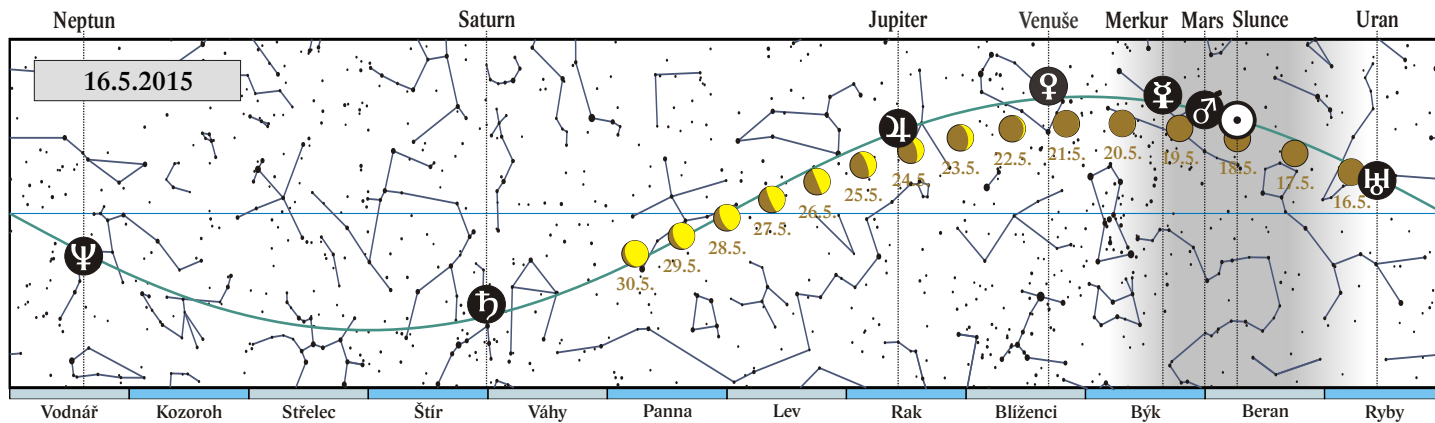 Neptun Saturn Jupiter Venuše Merkur Mars Slunce Uran
16.5.2015
30.5. 29.5. 28.5. 27.5. 26.5. 25.5. 24.5. 23.5. 22.5. 21.5. 20.5. 19.5. 18.5. 17.5. 16.5.
Vodnář Kozoroh Střelec Štír Váhy Panna Lev Rak Blíženci Býk Beran Ryby